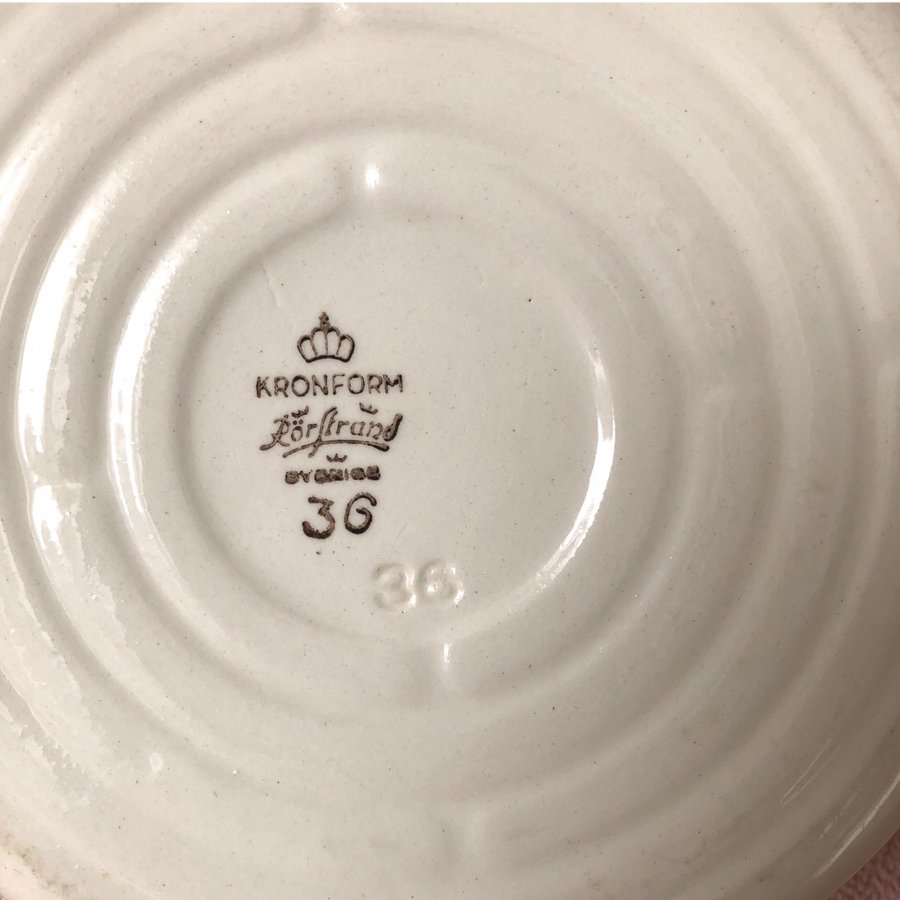 KRONFORM
Rörstrand
SVERIGE
36
36